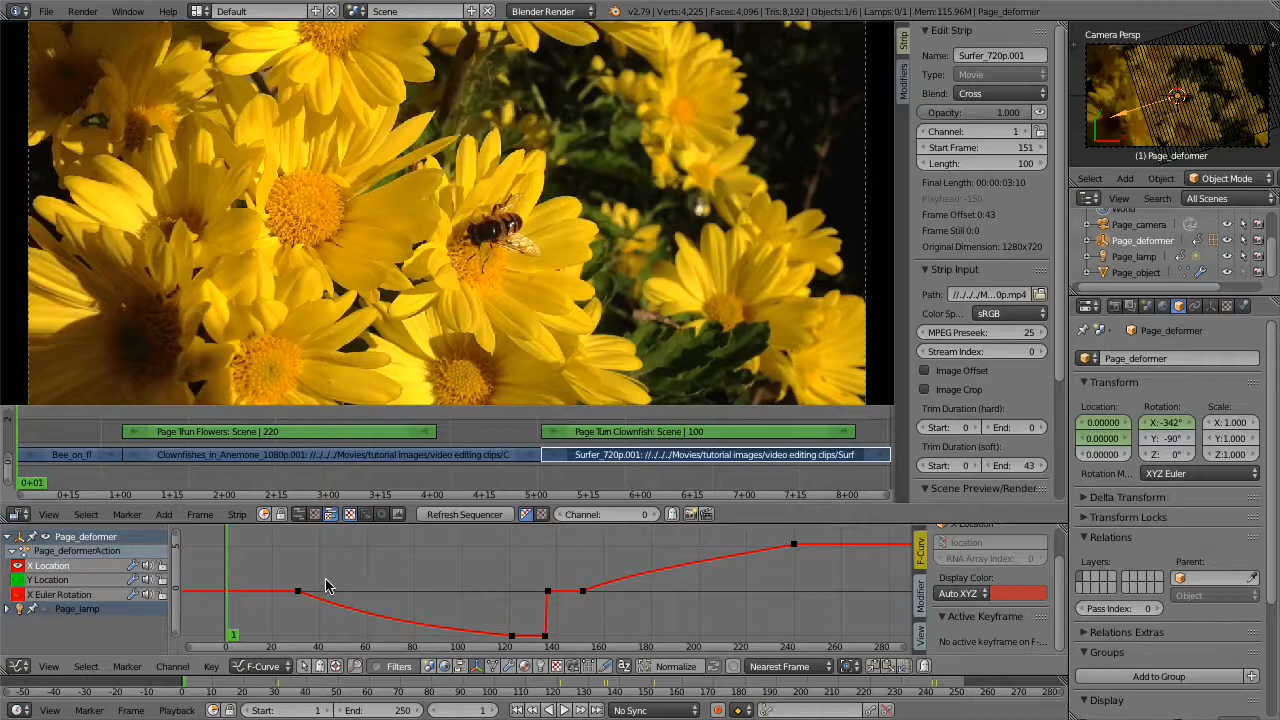 File Render Window Help Default Scene Blender Render v2.79 | Verts:4,225 | Faces:4,096 | Tris:8,192 | Objects:1/6 | Lamps:0/1 | Mem:115.96M | Page_deformer
Strip
Modifiers
Edit Strip
Name: Surfer_720p.001
Type: Movie
Blend: Cross
Opacity: 1.000
Channel: 1
Start Frame: 151
Length: 100
Final Length: 00:00:03:10
Playhead: -150
Frame Offset 0:43
Frame Still 0:0
Original Dimension: 1280x720
Strip Input
Path: //./././M...0p.mp4
Color Sp... sRGB
MPEG Preseek: 25
Stream Index: 0
Image Offset
Image Crop
Trim Duration (hard):
Start: 0 End: 0
Trim Duration (soft):
Start: 0 End: 43
Scene Preview/Render
Camera Persp
(1) Page_deformer
Select Add Object Object Mode
View Search All Scenes
Page_camera
Page_deformer
Page_lamp
Page_object
Page_deformer
Page_deformer
Transform
Location: Rotation: Scale:
0.00000 X:-342° X:1.000
0.00000 Y: -90° Y:1.000
0.00000 Z: 0° Z:1.000
Rotation M... XYZ Euler
Delta Transform
Transform Locks
Relations
Layers: Parent:
Object
Pass Index: 0
Relations Extras
Groups
Add to Group
Display
2
0
Page Trun Flowers: Scene | 220 Page Turn Clownfish: Scene | 100
Bee_on_fl Clownfishes_in_Anemone_1080p.001: //././../Movies/tutorial images/video editing clips/C Surfer_720p.001: //././../Movies/tutorial images/video editing clips/Surf
0+01
0+15 1+00 1+15 2+00 2+15 3+00 3+15 4+00 4+15 5+00 5+15 6+00 6+15 7+00 7+15 8+00
View Select Marker Add Frame Strip Refresh Sequencer Channel: 0
Page_deformer
Page_deformerAction
X Location
Y Location
X Euler Rotation
Page_lamp
5
0
1
0 20 40 60 80 100 120 140 160 180 200 220 240 260 280
F-Curve
Modifier
View
X Location
location
RNA Array Index: 0
Display Color:
Auto XYZ
Active Keyframe
No active keyframe on F-...
View Select Marker Channel Key F-Curve Filters Normalize Nearest Frame
-50 -40 -30 -20 -10 0 10 20 30 40 50 60 70 80 90 100 110 120 130 140 150 160 170 180 190 200 210 220 230 240 250 260 270 280
View Marker Frame Playback Start: 1 End: 250 1 No Sync